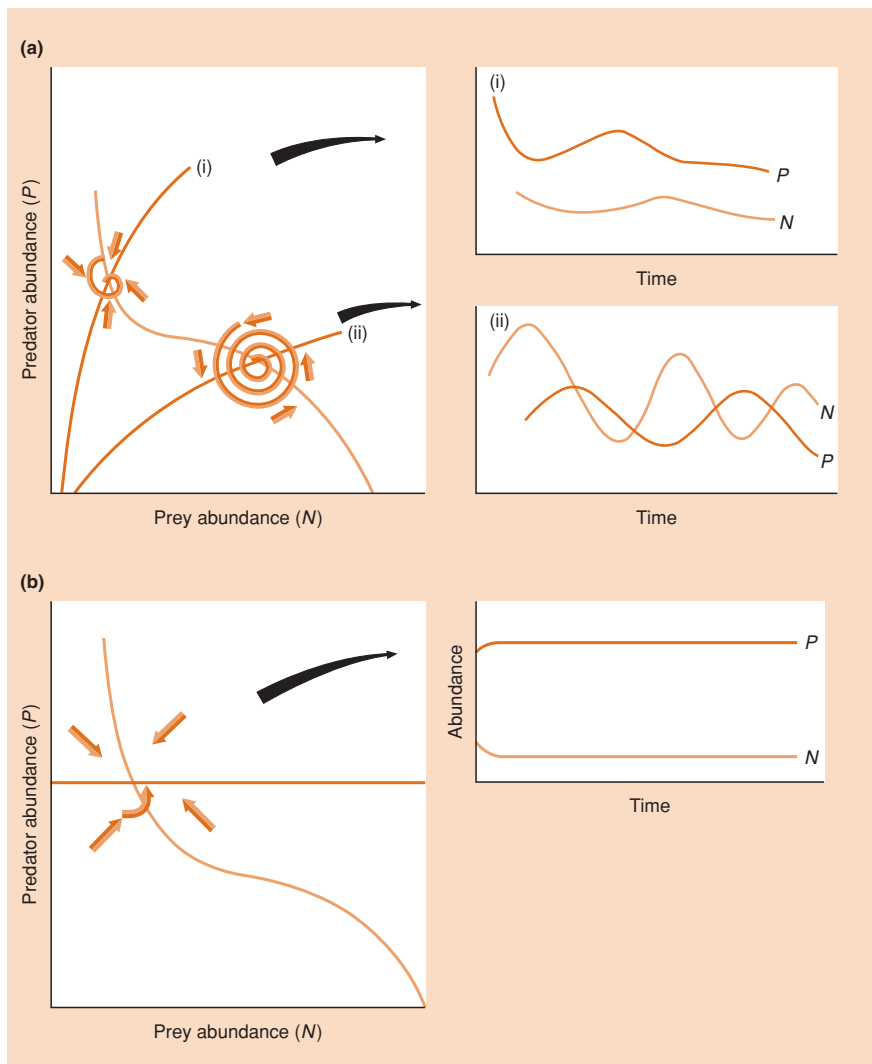 (a)
Predator abundance (P)
(i)
(ii)
Prey abundance (N)
(i)
P
N
Time
(ii)
N
P
Time
(b)
Predator abundance (P)
Prey abundance (N)
Abundance
P
N
Time